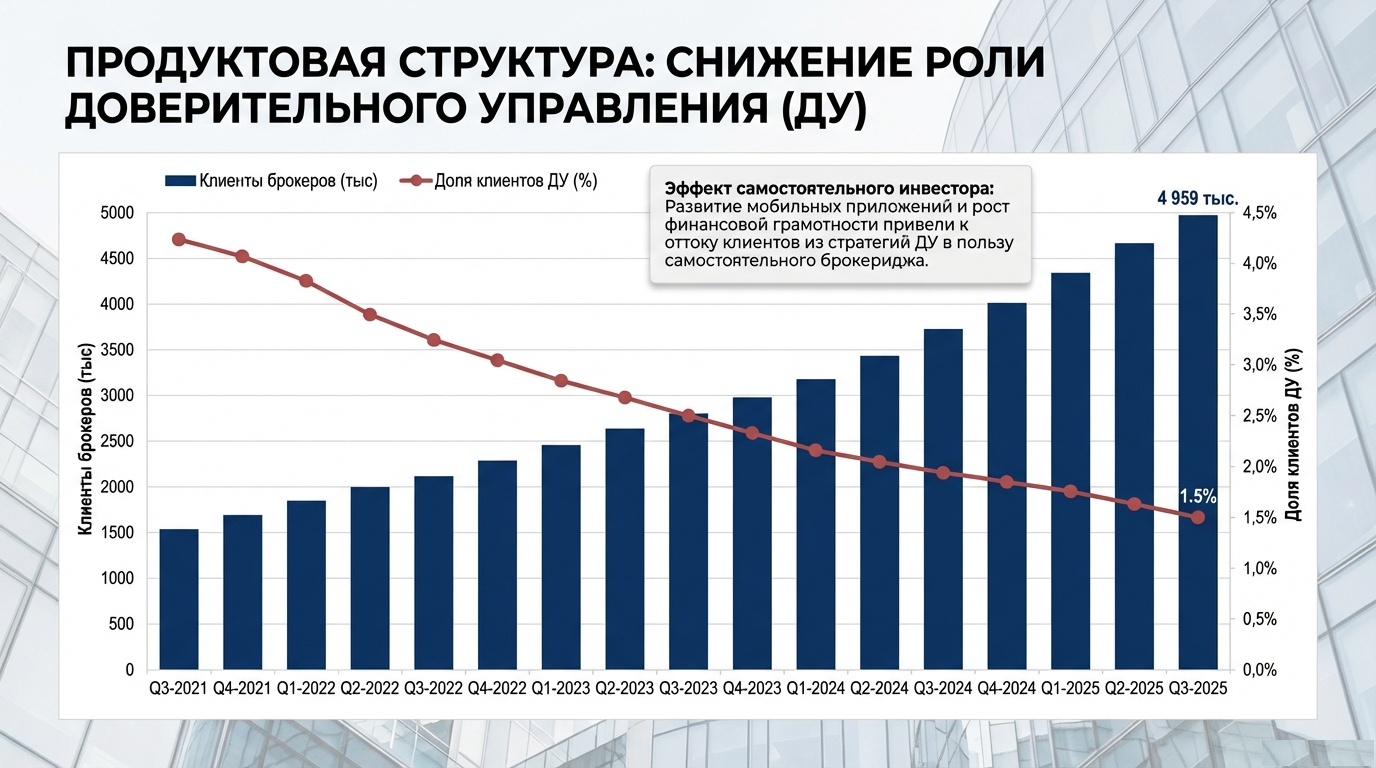 ПРОДУКТОВАЯ СТРУКТУРА: СНИЖЕНИЕ РОЛИ
ДОВЕРИТЕЛЬНОГО УПРАВЛЕНИЯ (ДУ)
Клиенты брокеров (тыс)
Доля клиентов ДУ (%)
Эффект самостоятельного инвестора:
Развитие мобильных приложений и рост
финансовой грамотности привели к
оттоку клиентов из стратегий ДУ в пользу
самостоятельного брокериджа.
4 959 тыс.
5000
4500
4000
3500
3000
2500
2000
1500
1000
500
0
Клиенты брокеров (тыс)
4,5%
4,0%
3,5%
3,0%
2,5%
2,0%
1,5%
1,0%
0,5%
0,0%
Доля клиентов ДУ (%)
1.5%
Q3-2021 Q4-2021 Q1-2022 Q2-2022 Q3-2022 Q4-2022 Q1-2023 Q2-2023 Q3-2023 Q4-2023 Q1-2024 Q2-2024 Q3-2024 Q4-2024 Q1-2025 Q2-2025 Q3-2025